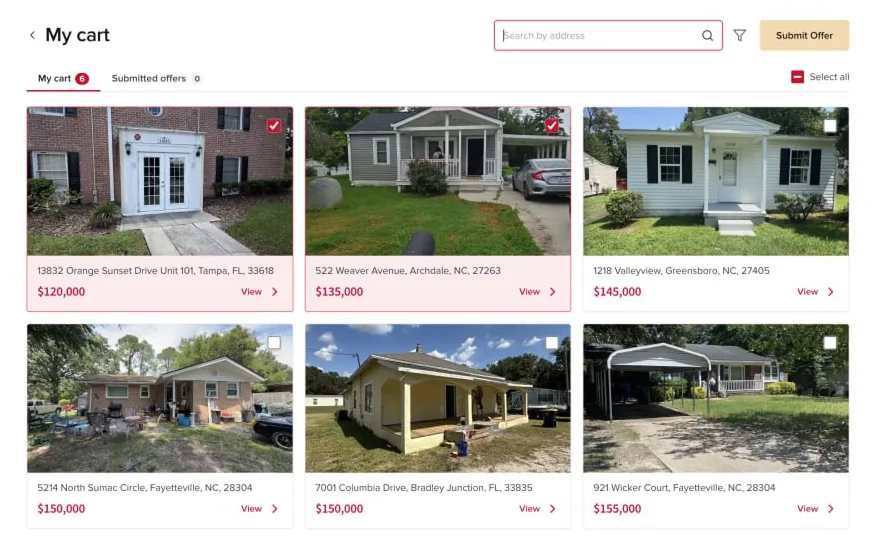 My cart
Search by address
Submit Offer
My cart 6
Submitted offers 0
Select all
13832 Orange Sunset Drive Unit 101, Tampa, FL, 33618
$120,000
View
522 Weaver Avenue, Archdale, NC, 27263
$135,000
View
1218 Valleyview, Greensboro, NC, 27405
$145,000
View
5214 North Sumac Circle, Fayetteville, NC, 28304
$150,000
View
7001 Columbia Drive, Bradley Junction, FL, 33835
$150,000
View
921 Wicker Court, Fayetteville, NC, 28304
$155,000
View